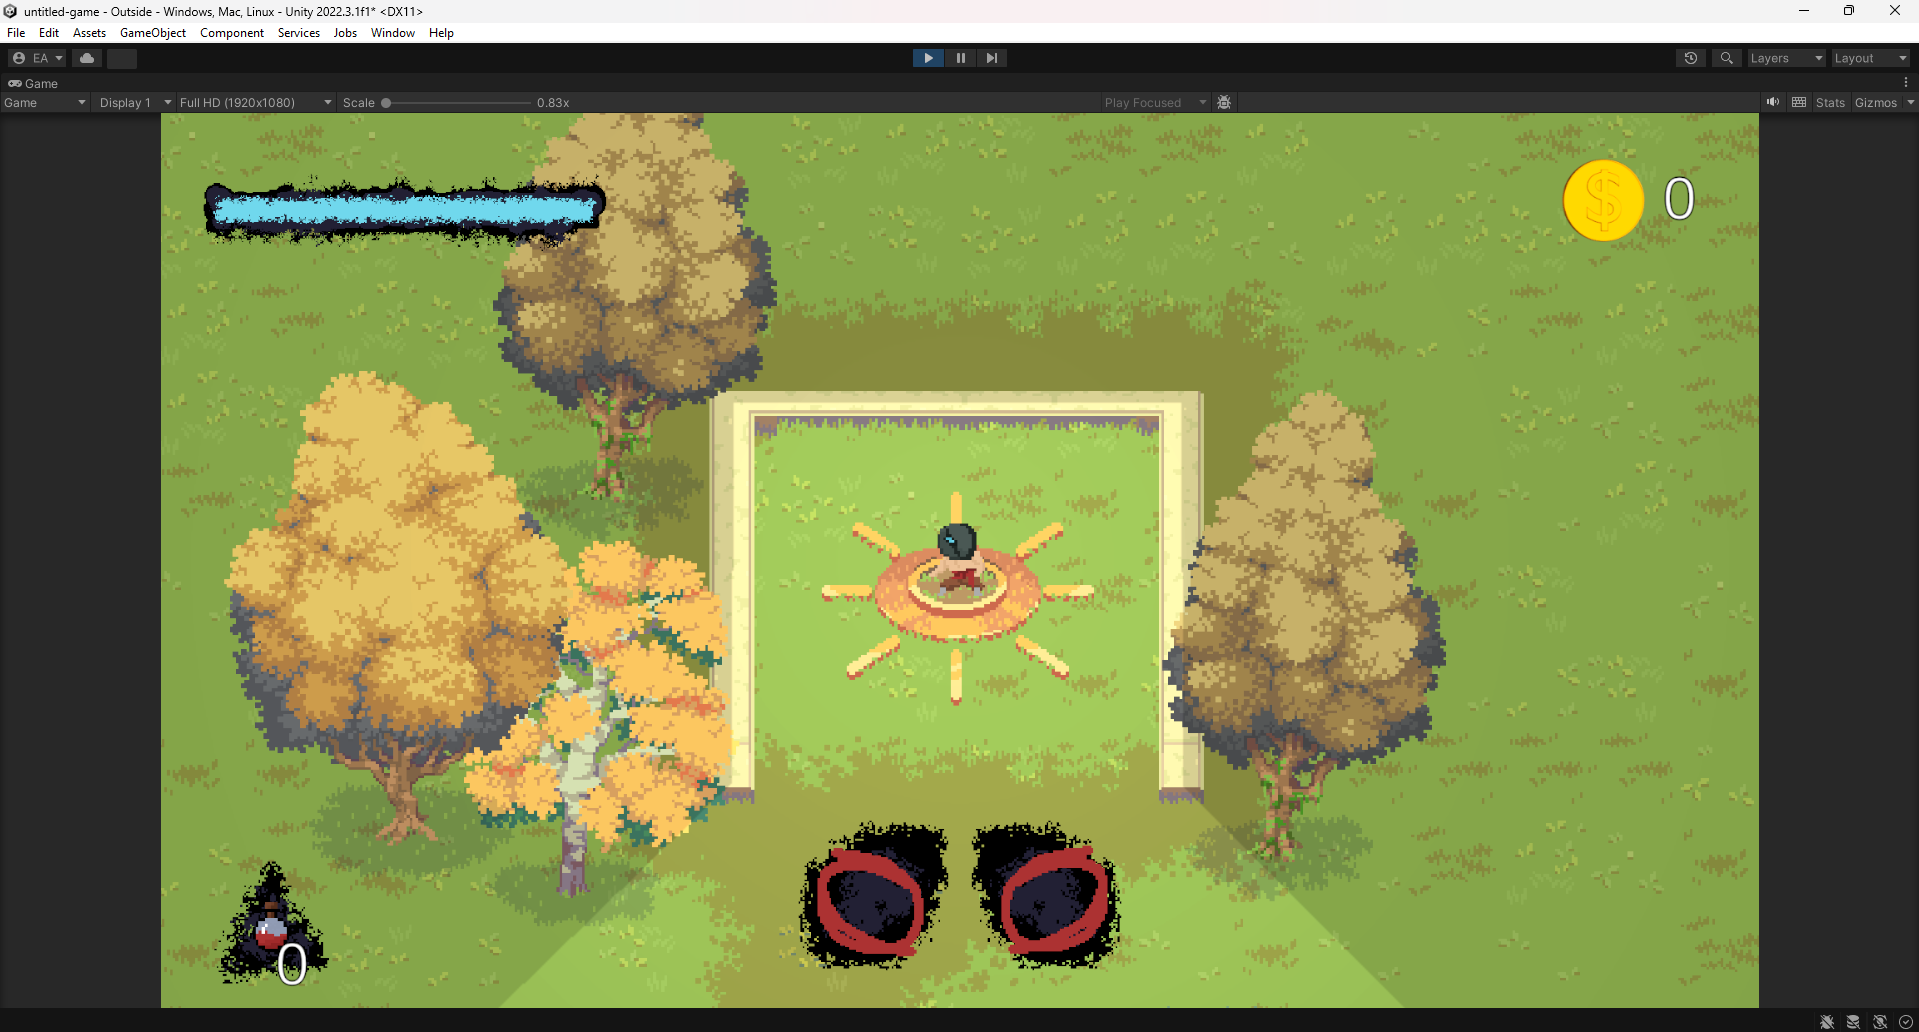 untitled-game - Outside - Windows, Mac, Linux - Unity 2022.3.1f1* <DX11>
File Edit Assets GameObject Component Services Jobs Window Help
EA Layers Layout
Game
Game Display 1 Full HD (1920x1080) Scale 0.83x Play Focused Stats Gizmos
$ 0
0